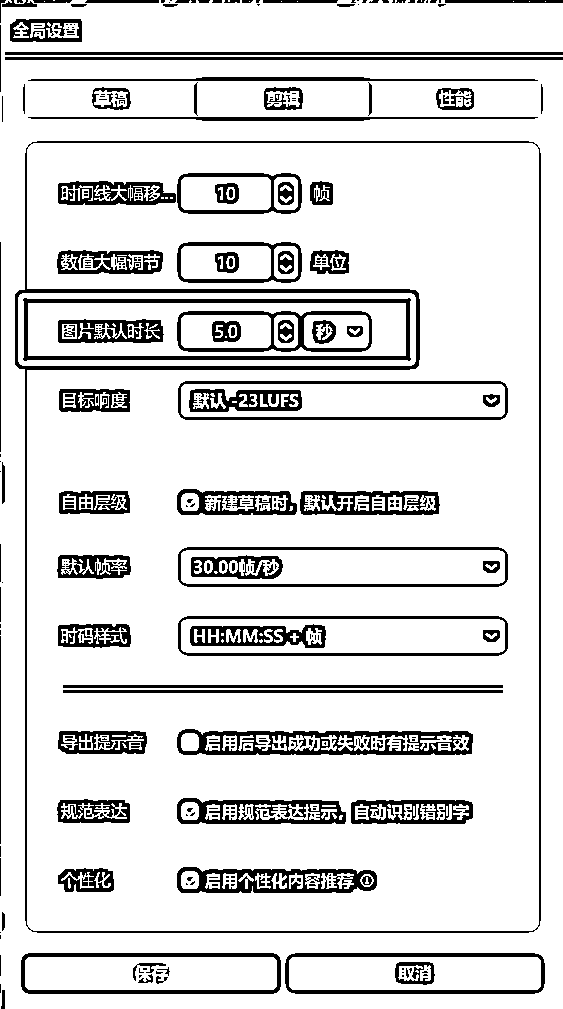 全局设置
草稿 剪辑 性能
时间线大幅移... 10 帧
数值大幅调节 10 单位
图片默认时长 5.0 秒
目标响度 默认 -23LUFS
自由层级 新建草稿时，默认开启自由层级
默认帧率 30.00帧/秒
时码样式 HH:MM:SS + 帧
导出提示音 启用后导出成功或失败时有提示音效
规范表达 启用规范表达提示，自动识别错别字
个性化 启用个性化内容推荐
保存 取消